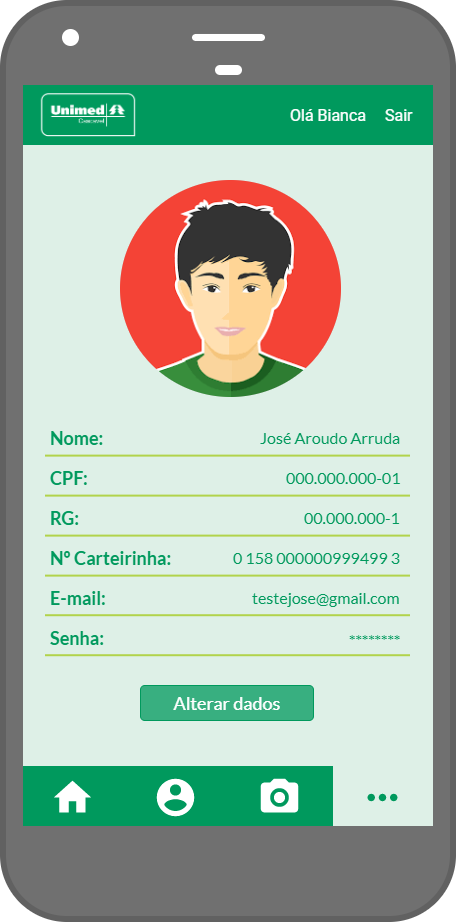 Unimed
Cascavel
Olá Bianca Sair
Nome: José Aroudo Arruda
CPF: 000.000.000-01
RG: 00.000.000-1
Nº Carteirinha: 0 158 000000999499 3
E-mail: testejose@gmail.com
Senha: ********
Alterar dados